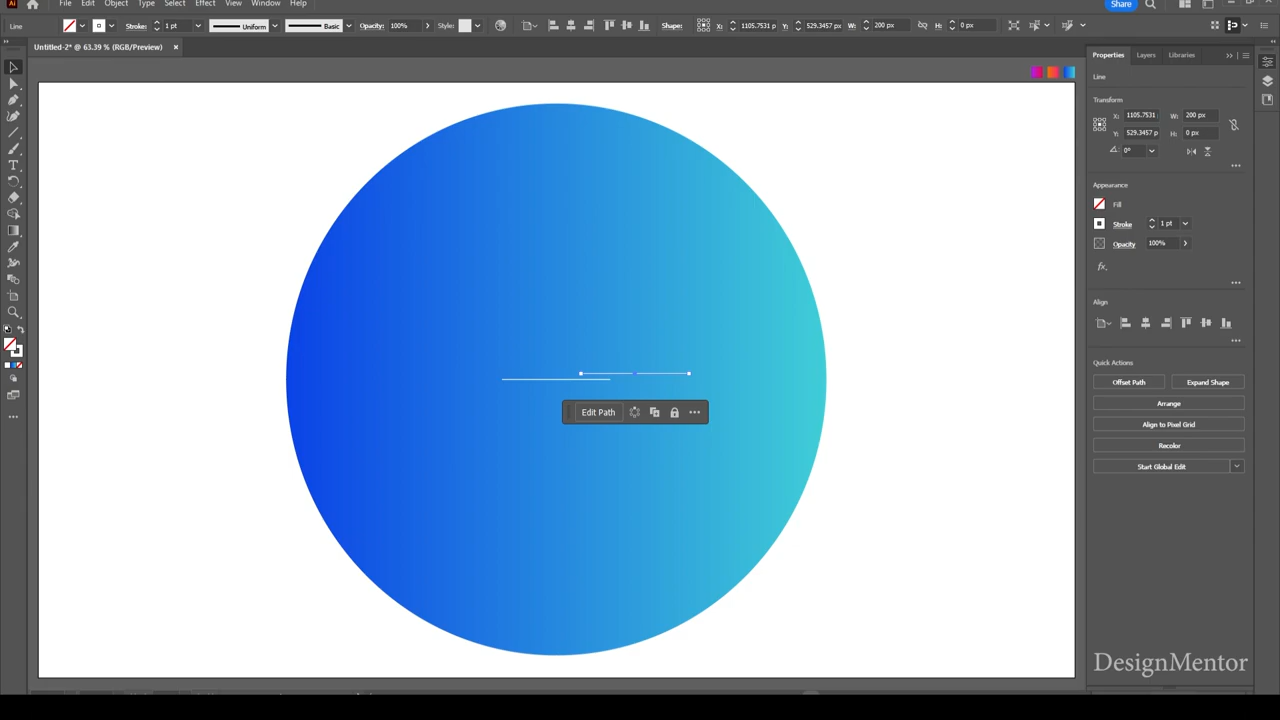 Ai File Edit Object Type Select Effect View Window Help Share
Line Stroke: 1 pt Uniform Basic Opacity: 100% Style: Shape: X: 1105.7531 p Y: 529.3457 px W: 200 px H: 0 px
Untitled-2* @ 63.39 % (RGB/Preview) ×
Properties Layers Libraries
Line
Transform
X: 1105.7531 W: 200 px
Y: 529.3457 p H: 0 px
0°
Appearance
Fill
Stroke 1 pt
Opacity 100%
fx.
Align
Quick Actions
Offset Path Expand Shape
Arrange
Edit Path
Align to Pixel Grid
Recolor
Start Global Edit
DesignMentor